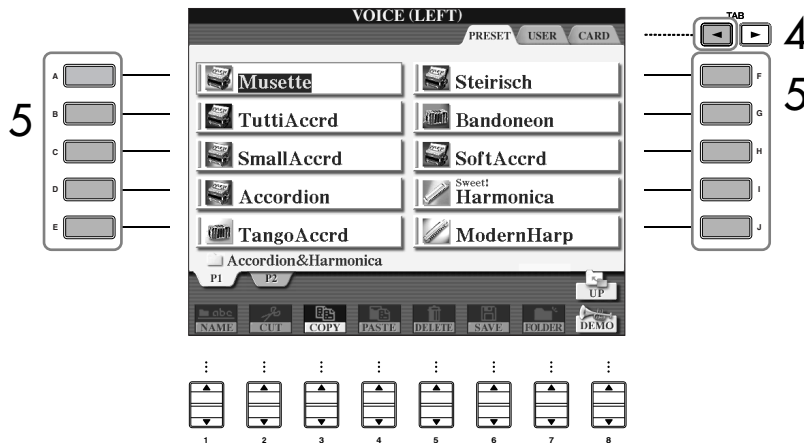 VOICE (LEFT)
PRESET USER CARD
TAB
4
5
A
B
C
D
E
Musette
TuttiAccrd
SmallAccrd
Accordion
TangoAccrd
Steirisch
Bandoneon
SoftAccrd
Sweet!
Harmonica
ModernHarp
F
G
H
I
J
5
Accordion&Harmonica
P1 P2
UP
abc
NAME CUT COPY PASTE DELETE SAVE FOLDER DEMO
1 2 3 4 5 6 7 8